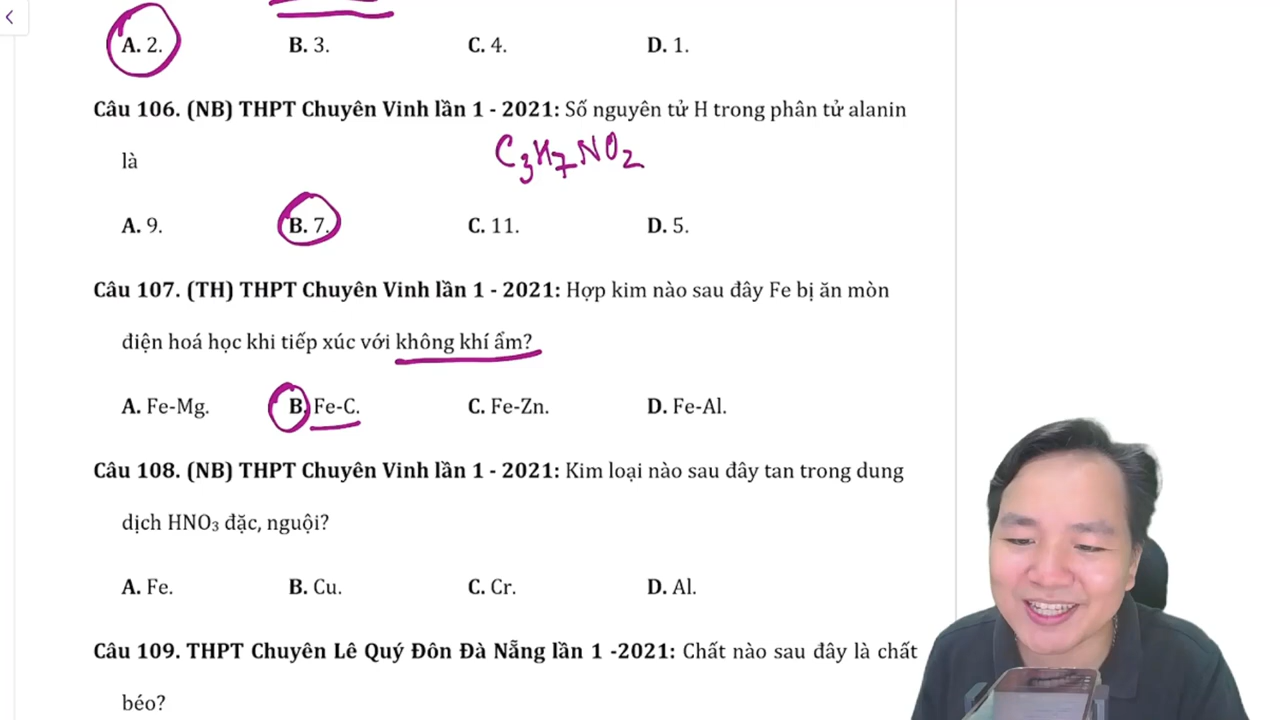 A. 2. B. 3. C. 4. D. 1.
Câu 106. (NB) THPT Chuyên Vinh lần 1 - 2021: Số nguyên tử H trong phân tử alanin
C₃H₇NO₂
là
A. 9. B. 7. C. 11. D. 5.
Câu 107. (TH) THPT Chuyên Vinh lần 1 - 2021: Hợp kim nào sau đây Fe bị ăn mòn
điện hoá học khi tiếp xúc với không khí ẩm?
A. Fe-Mg. B. Fe-C. C. Fe-Zn. D. Fe-Al.
Câu 108. (NB) THPT Chuyên Vinh lần 1 - 2021: Kim loại nào sau đây tan trong dung
dịch HNO₃ đặc, nguội?
A. Fe. B. Cu. C. Cr. D. Al.
Câu 109. THPT Chuyên Lê Quý Đôn Đà Nẵng lần 1 -2021: Chất nào sau đây là chất
béo?